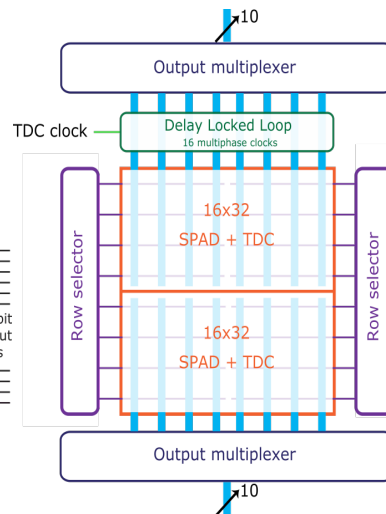 10
Output multiplexer
TDC clock
Delay Locked Loop
16 multiphase clocks
Row selector
16x32
SPAD + TDC
Row selector
16x32
SPAD + TDC
Output multiplexer
10